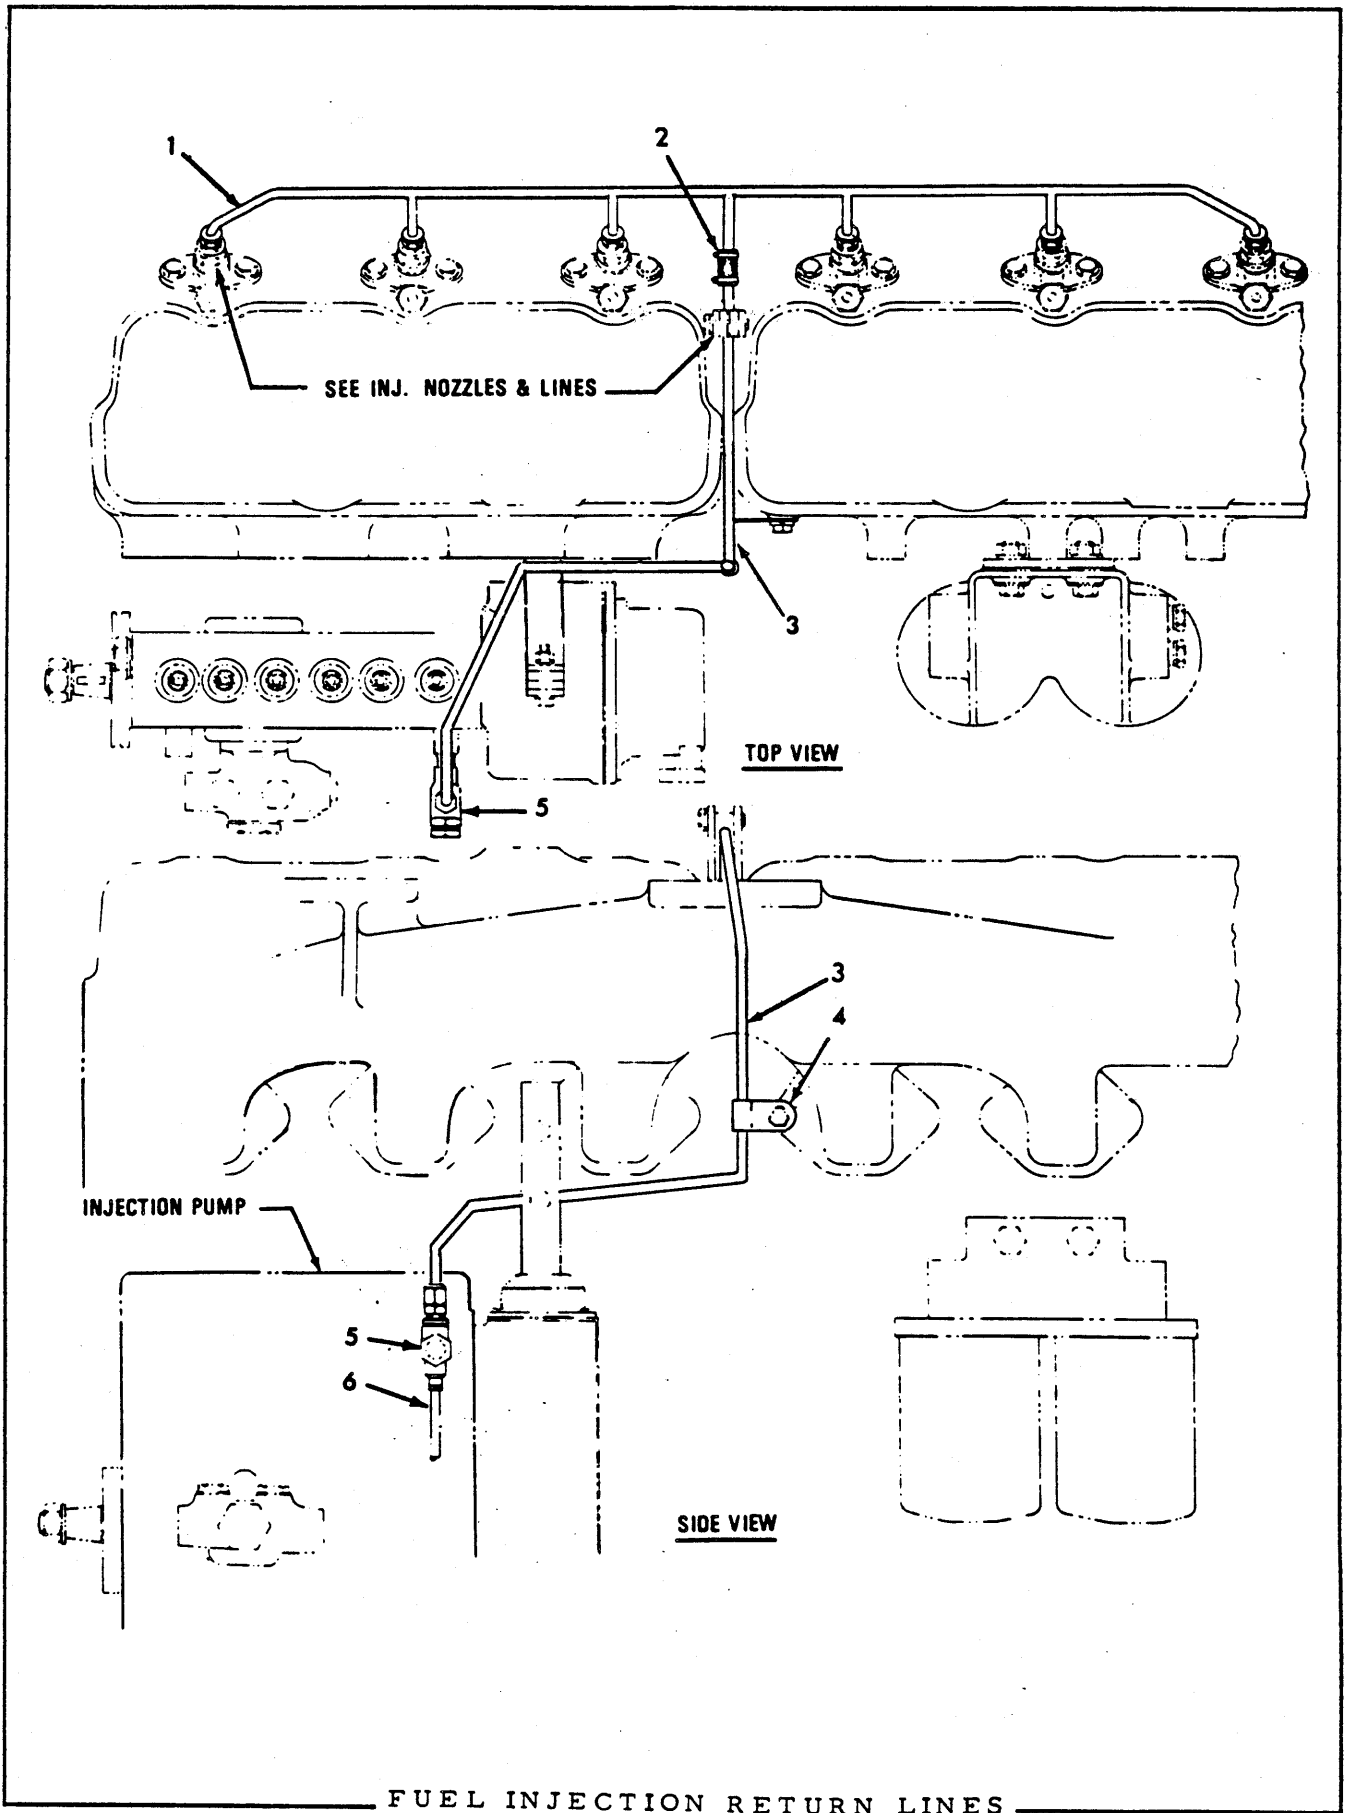 1
2
SEE INJ. NOZZLES & LINES
3
TOP VIEW
5
3
4
INJECTION PUMP
5
6
SIDE VIEW
FUEL INJECTION RETURN LINES